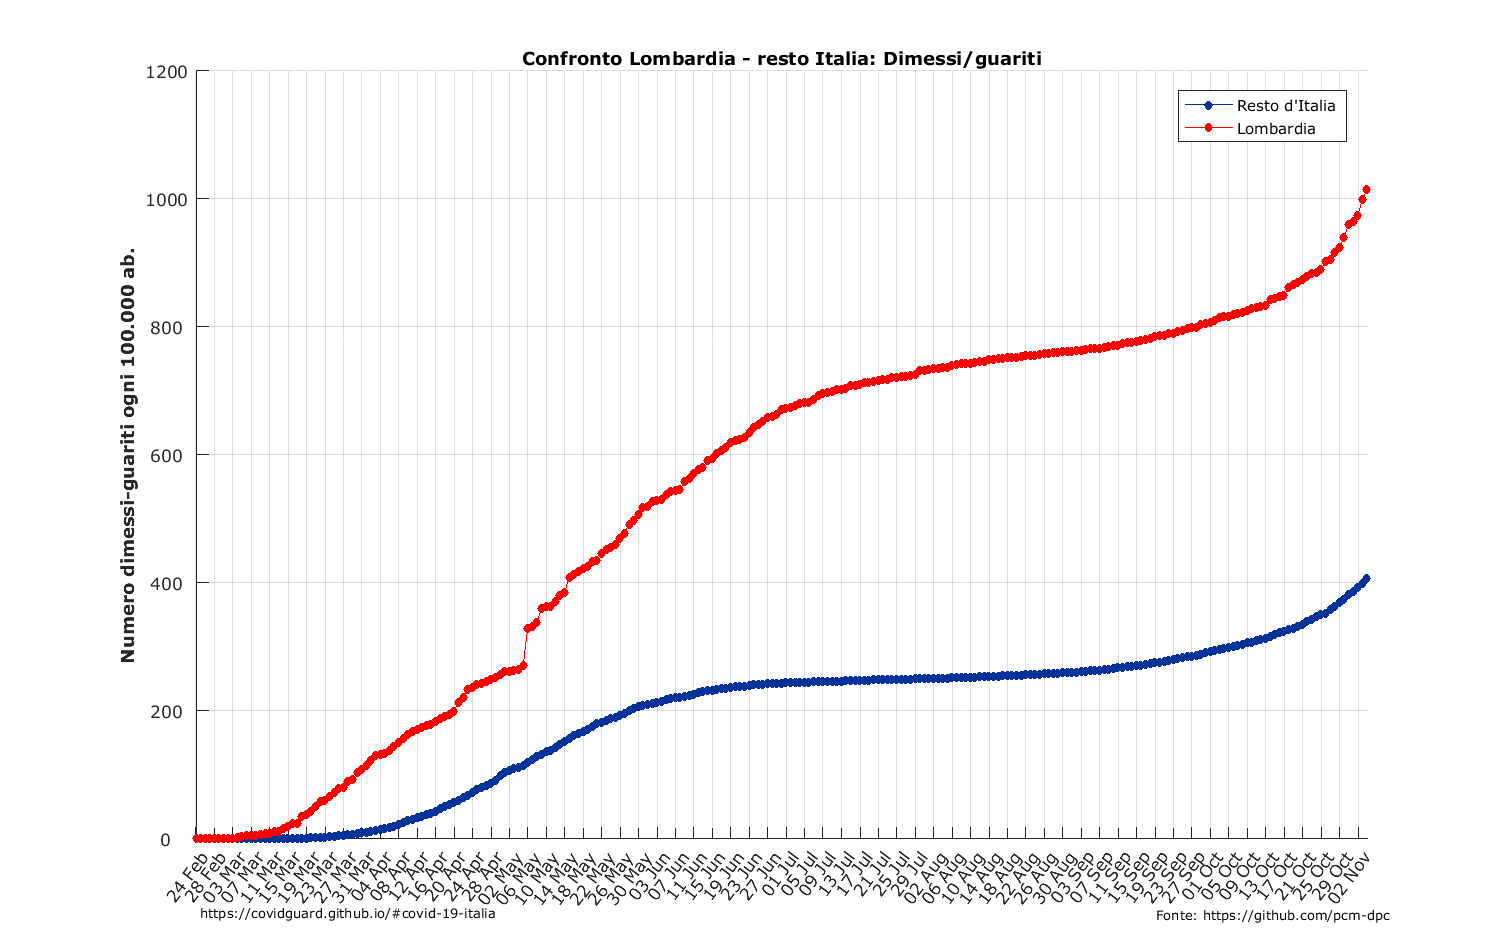 Confronto Lombardia - resto Italia: Dimessi/guariti
Resto d'Italia
Lombardia
Numero dimessi-guariti ogni 100.000 ab.
1200
1000
800
600
400
200
0
24 Feb
28 Feb
03 Mar
07 Mar
11 Mar
15 Mar
19 Mar
23 Mar
27 Mar
31 Mar
04 Apr
08 Apr
12 Apr
16 Apr
20 Apr
24 Apr
28 Apr
02 May
06 May
10 May
14 May
18 May
22 May
26 May
30 May
03 Jun
07 Jun
11 Jun
15 Jun
19 Jun
23 Jun
27 Jun
01 Jul
05 Jul
09 Jul
13 Jul
17 Jul
21 Jul
25 Jul
29 Jul
02 Aug
06 Aug
10 Aug
14 Aug
18 Aug
22 Aug
26 Aug
30 Aug
03 Sep
07 Sep
11 Sep
15 Sep
19 Sep
23 Sep
27 Sep
01 Oct
05 Oct
09 Oct
13 Oct
17 Oct
21 Oct
25 Oct
29 Oct
02 Nov
https://covidguard.github.io/#covid-19-italia
Fonte: https://github.com/pcm-dpc